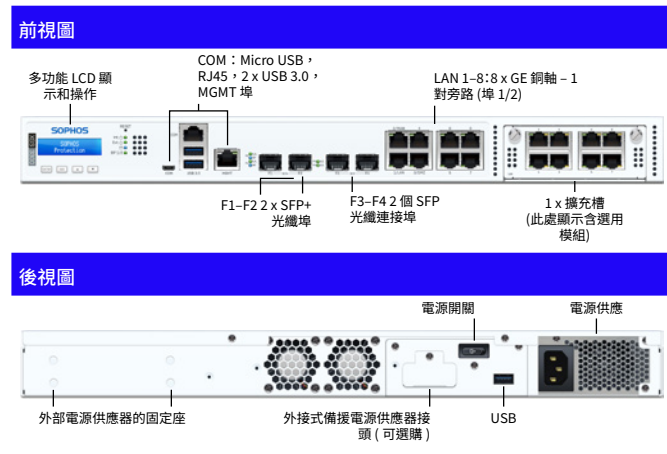 前視圖
多功能 LCD 顯
示和操作
COM：Micro USB，
RJ45，2 x USB 3.0，
MGMT 埠
LAN 1–8：8 x GE 銅軸 – 1
對旁路 (埠 1/2)
SOPHOS
SOPHOS
Protection
F1–F2 2 x SFP+
光纖埠
F3–F4 2 個 SFP
光纖連接埠
1 x 擴充槽
(此處顯示含選用
模組)
後視圖
電源開關
電源供應
外部電源供應器的固定座
外接式備援電源供應器接
頭 ( 可選購 )
USB